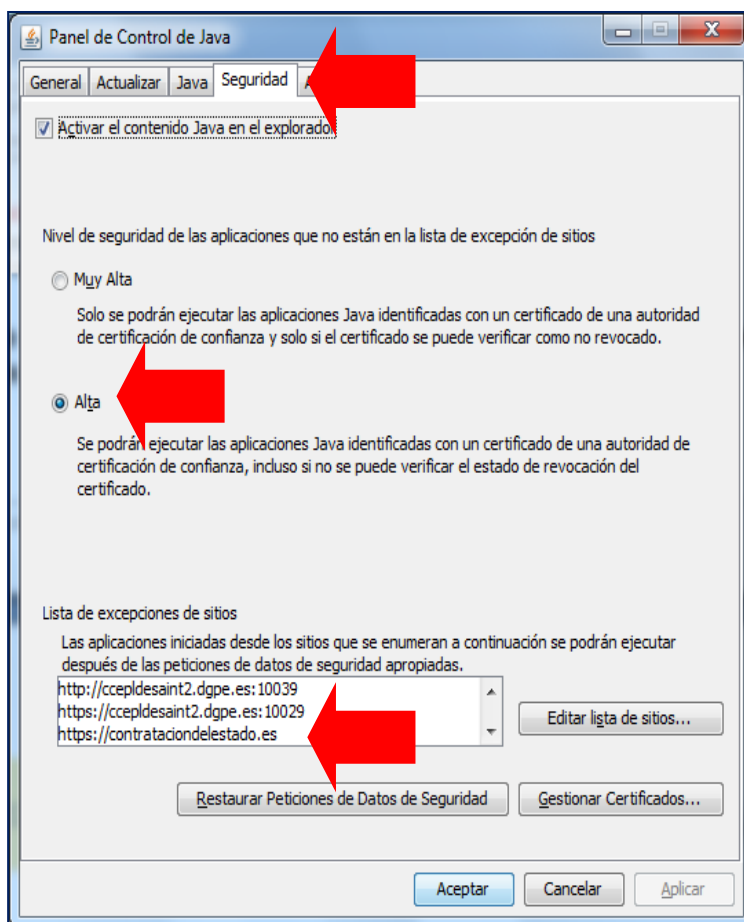 Panel de Control de Java
General Actualizar Java Seguridad
Activar el contenido Java en el explorador
Nivel de seguridad de las aplicaciones que no están en la lista de excepción de sitios
Muy Alta
Solo se podrán ejecutar las aplicaciones Java identificadas con un certificado de una autoridad
de certificación de confianza y solo si el certificado se puede verificar como no revocado.
Alta
Se podrán ejecutar las aplicaciones Java identificadas con un certificado de una autoridad de
certificación de confianza, incluso si no se puede verificar el estado de revocación del
certificado.
Lista de excepciones de sitios
Las aplicaciones iniciadas desde los sitios que se enumeran a continuación se podrán ejecutar
después de las peticiones de datos de seguridad apropiadas.
http://ccepldesaint2.dgpe.es:10039
https://ccepldesaint2.dgpe.es:10029
https://contrataciondelestado.es
Editar lista de sitios...
Restaurar Peticiones de Datos de Seguridad
Gestionar Certificados...
Aceptar
Cancelar
Aplicar